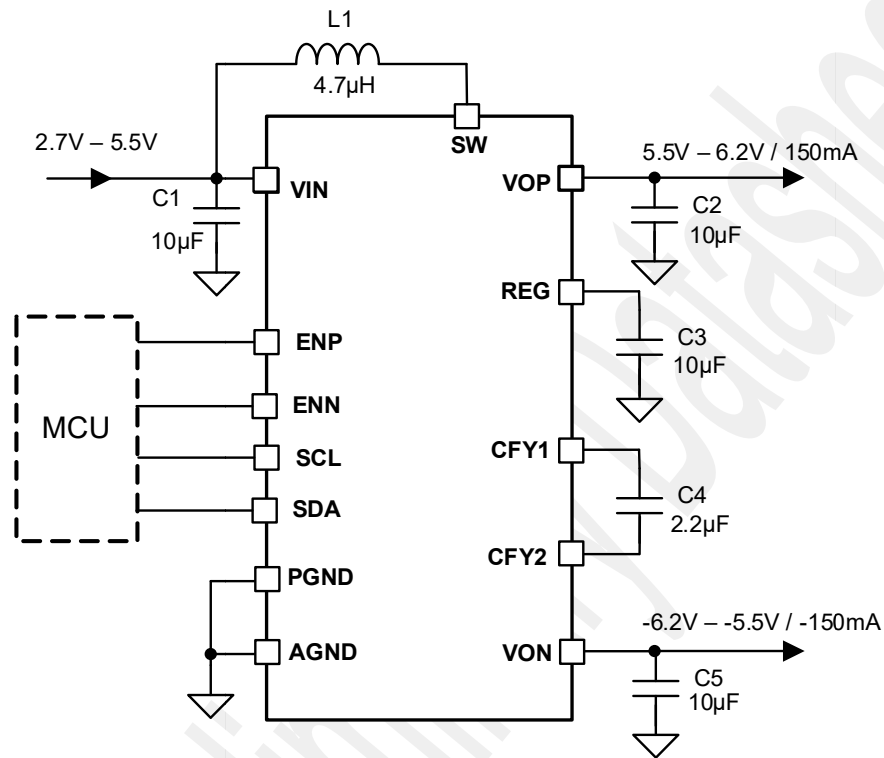 L1
4.7µH
SW
2.7V – 5.5V
VIN
C1
10µF
VOP
5.5V – 6.2V / 150mA
C2
10µF
REG
C3
10µF
MCU
ENP
ENN
SCL
SDA
PGND
AGND
CFY1
C4
2.2µF
CFY2
VON
-6.2V – -5.5V / -150mA
C5
10µF